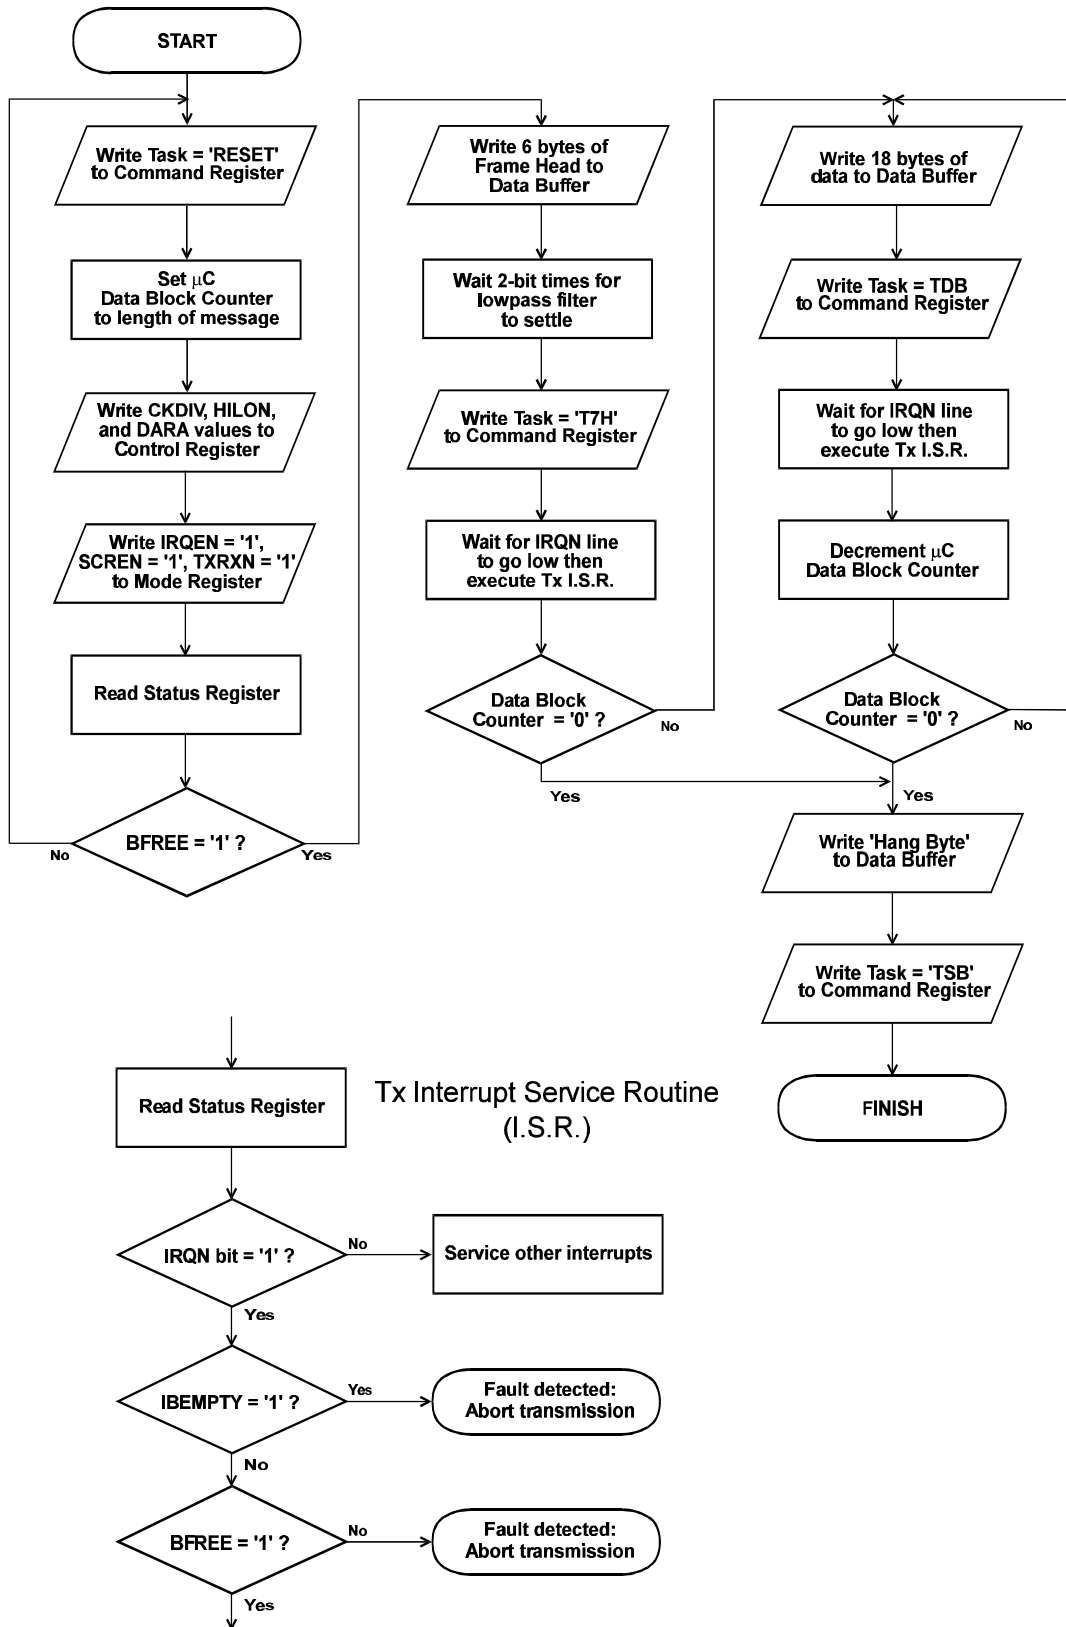 START
Write Task = 'RESET'
to Command Register
Set μC
Data Block Counter
to length of message
Write CKDIV, HILON,
and DARA values to
Control Register
Write IRQEN = '1',
SCREN = '1', TXRXN = '1'
to Mode Register
Read Status Register
BFREE = '1' ?
No
Yes
Write 6 bytes of
Frame Head to
Data Buffer
Wait 2-bit times for
lowpass filter
to settle
Write Task = 'T7H'
to Command Register
Wait for IRQN line
to go low then
execute Tx I.S.R.
Data Block
Counter = '0' ?
No
Yes
Write 18 bytes of
data to Data Buffer
Write Task = TDB
to Command Register
Wait for IRQN line
to go low then
execute Tx I.S.R.
Decrement μC
Data Block Counter
Data Block
Counter = '0' ?
No
Yes
Write 'Hang Byte'
to Data Buffer
Write Task = 'TSB'
to Command Register
FINISH
Tx Interrupt Service Routine
(I.S.R.)
Read Status Register
IRQN bit = '1' ?
No
Service other interrupts
Yes
IBEMPTY = '1' ?
Yes
Fault detected:
Abort transmission
No
BFREE = '1' ?
No
Fault detected:
Abort transmission
Yes